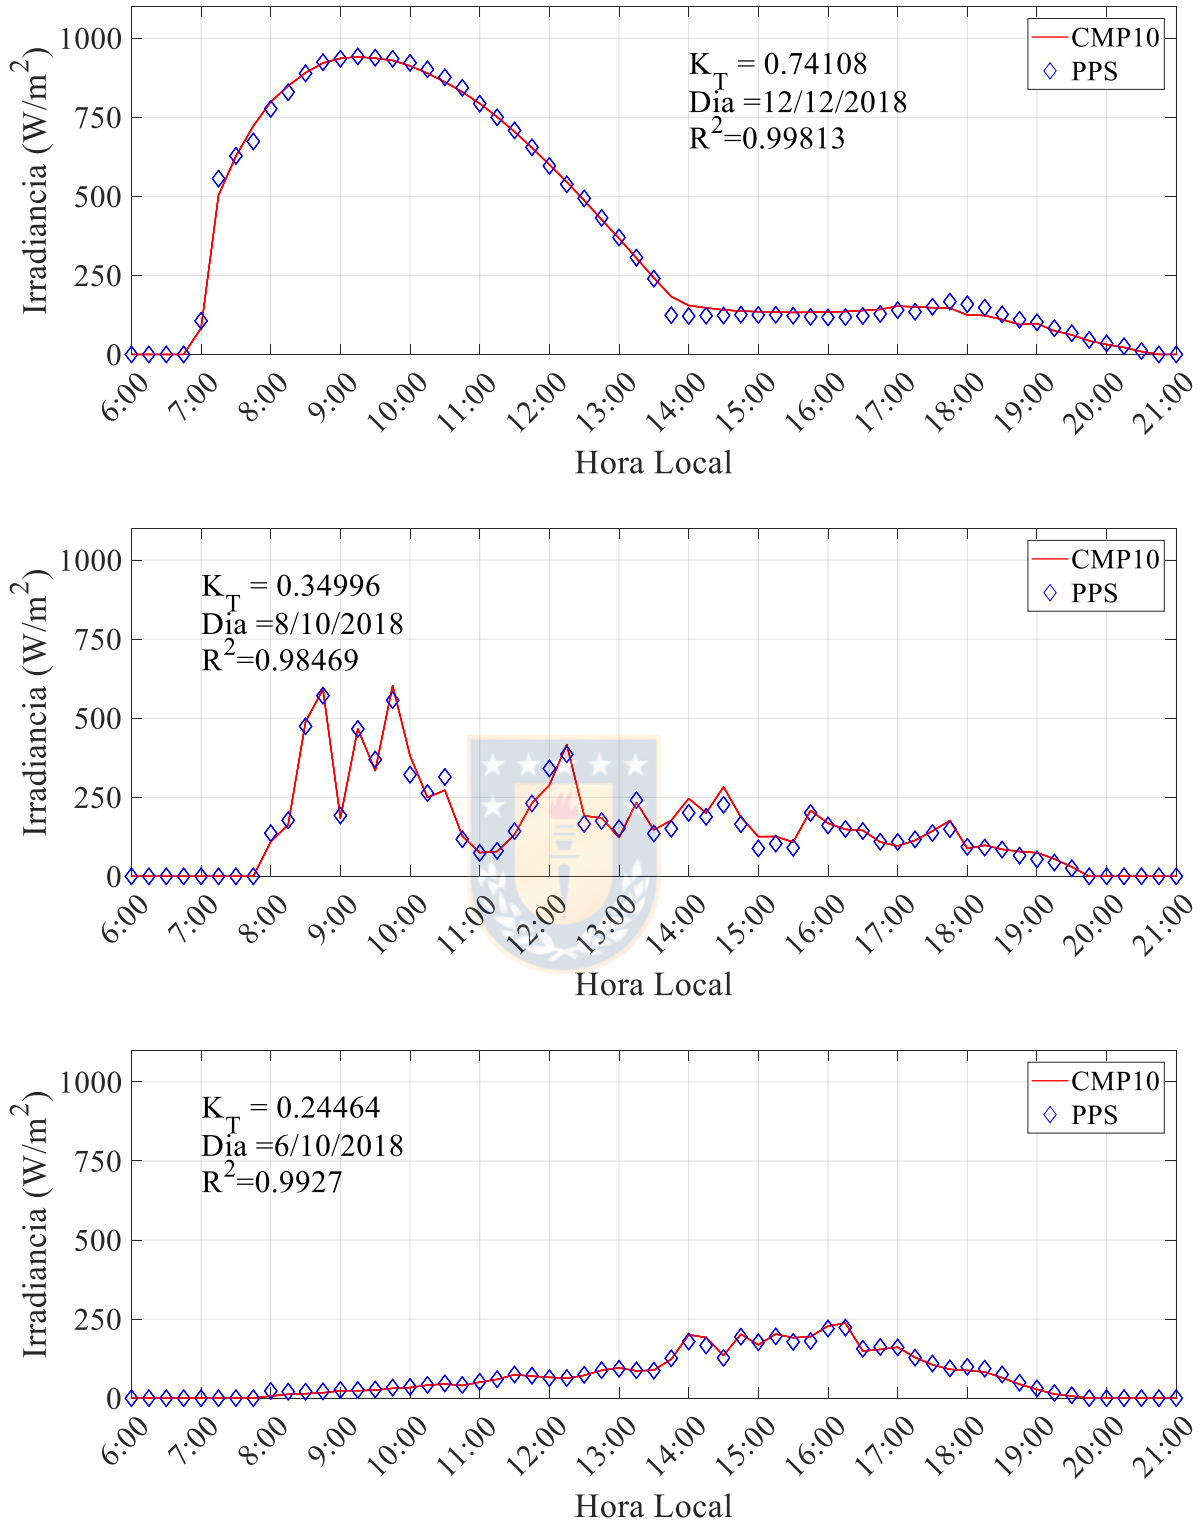 CMP10
PPS
K_T = 0.74108
Dia =12/12/2018
R^2=0.99813
Irradiancia (W/m^2)
1000
750
500
250
0
6:00 7:00 8:00 9:00 10:00 11:00 12:00 13:00 14:00 15:00 16:00 17:00 18:00 19:00 20:00 21:00
Hora Local
CMP10
PPS
K_T = 0.34996
Dia =8/10/2018
R^2=0.98469
Irradiancia (W/m^2)
1000
750
500
250
0
6:00 7:00 8:00 9:00 10:00 11:00 12:00 13:00 14:00 15:00 16:00 17:00 18:00 19:00 20:00 21:00
Hora Local
CMP10
PPS
K_T = 0.24464
Dia =6/10/2018
R^2=0.9927
Irradiancia (W/m^2)
1000
750
500
250
0
6:00 7:00 8:00 9:00 10:00 11:00 12:00 13:00 14:00 15:00 16:00 17:00 18:00 19:00 20:00 21:00
Hora Local